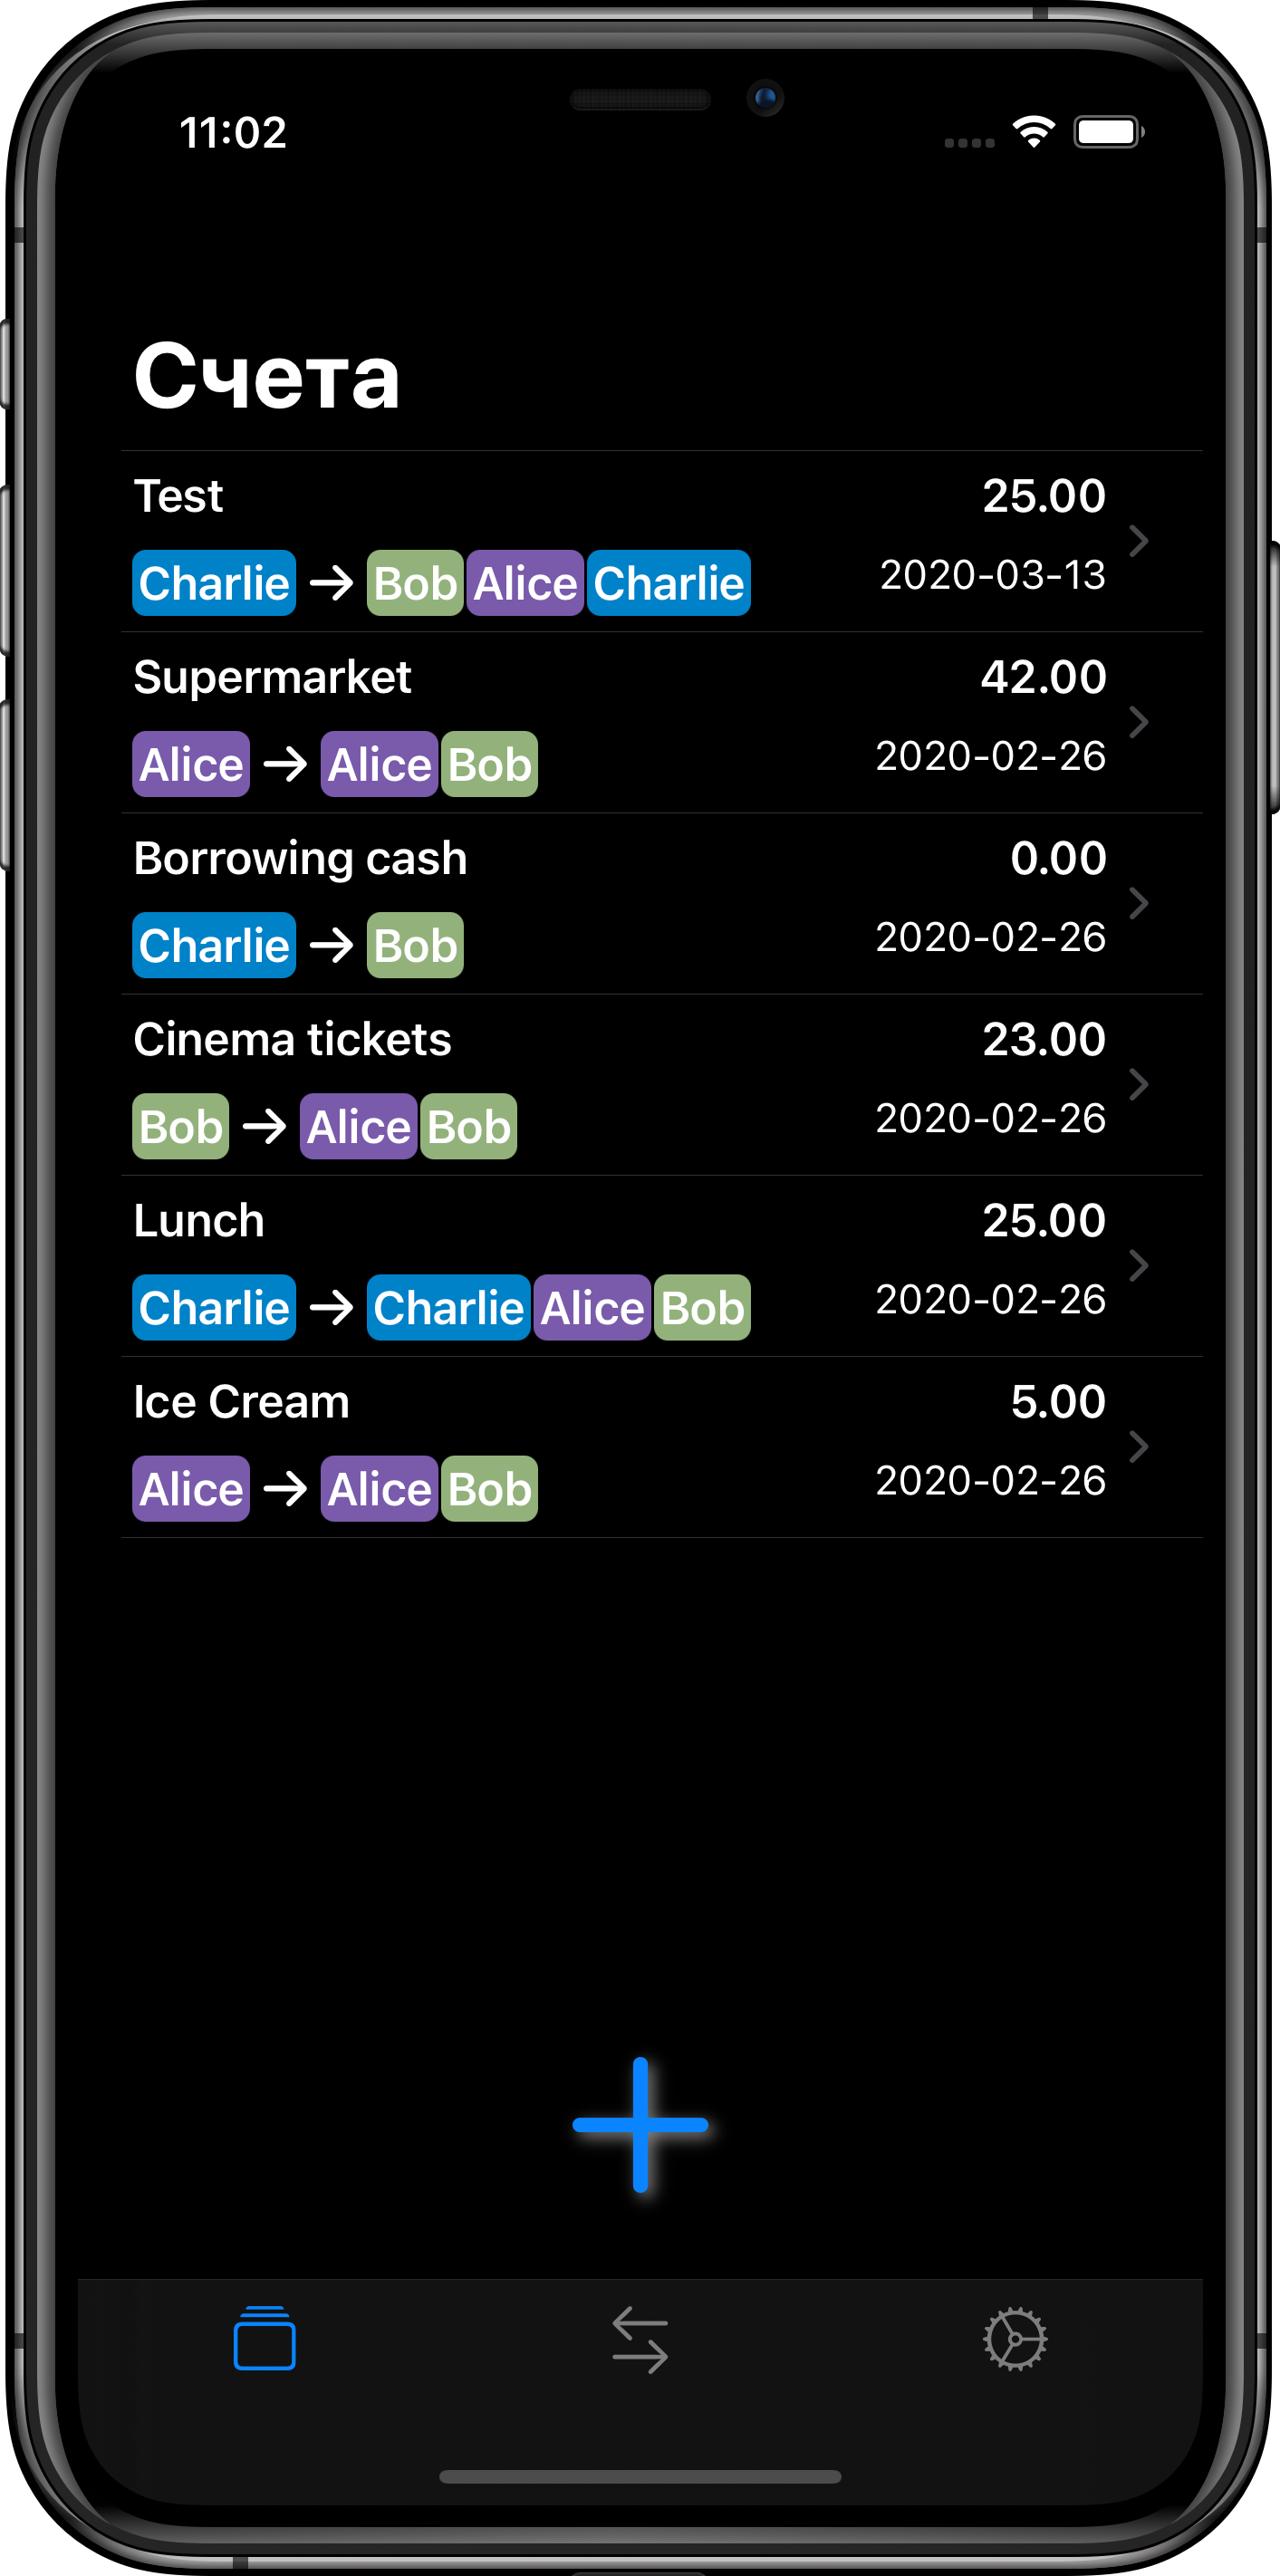 11:02
Счета
Test 25.00
Charlie → Bob Alice Charlie 2020-03-13
Supermarket 42.00
Alice → Alice Bob 2020-02-26
Borrowing cash 0.00
Charlie → Bob 2020-02-26
Cinema tickets 23.00
Bob → Alice Bob 2020-02-26
Lunch 25.00
Charlie → Charlie Alice Bob 2020-02-26
Ice Cream 5.00
Alice → Alice Bob 2020-02-26